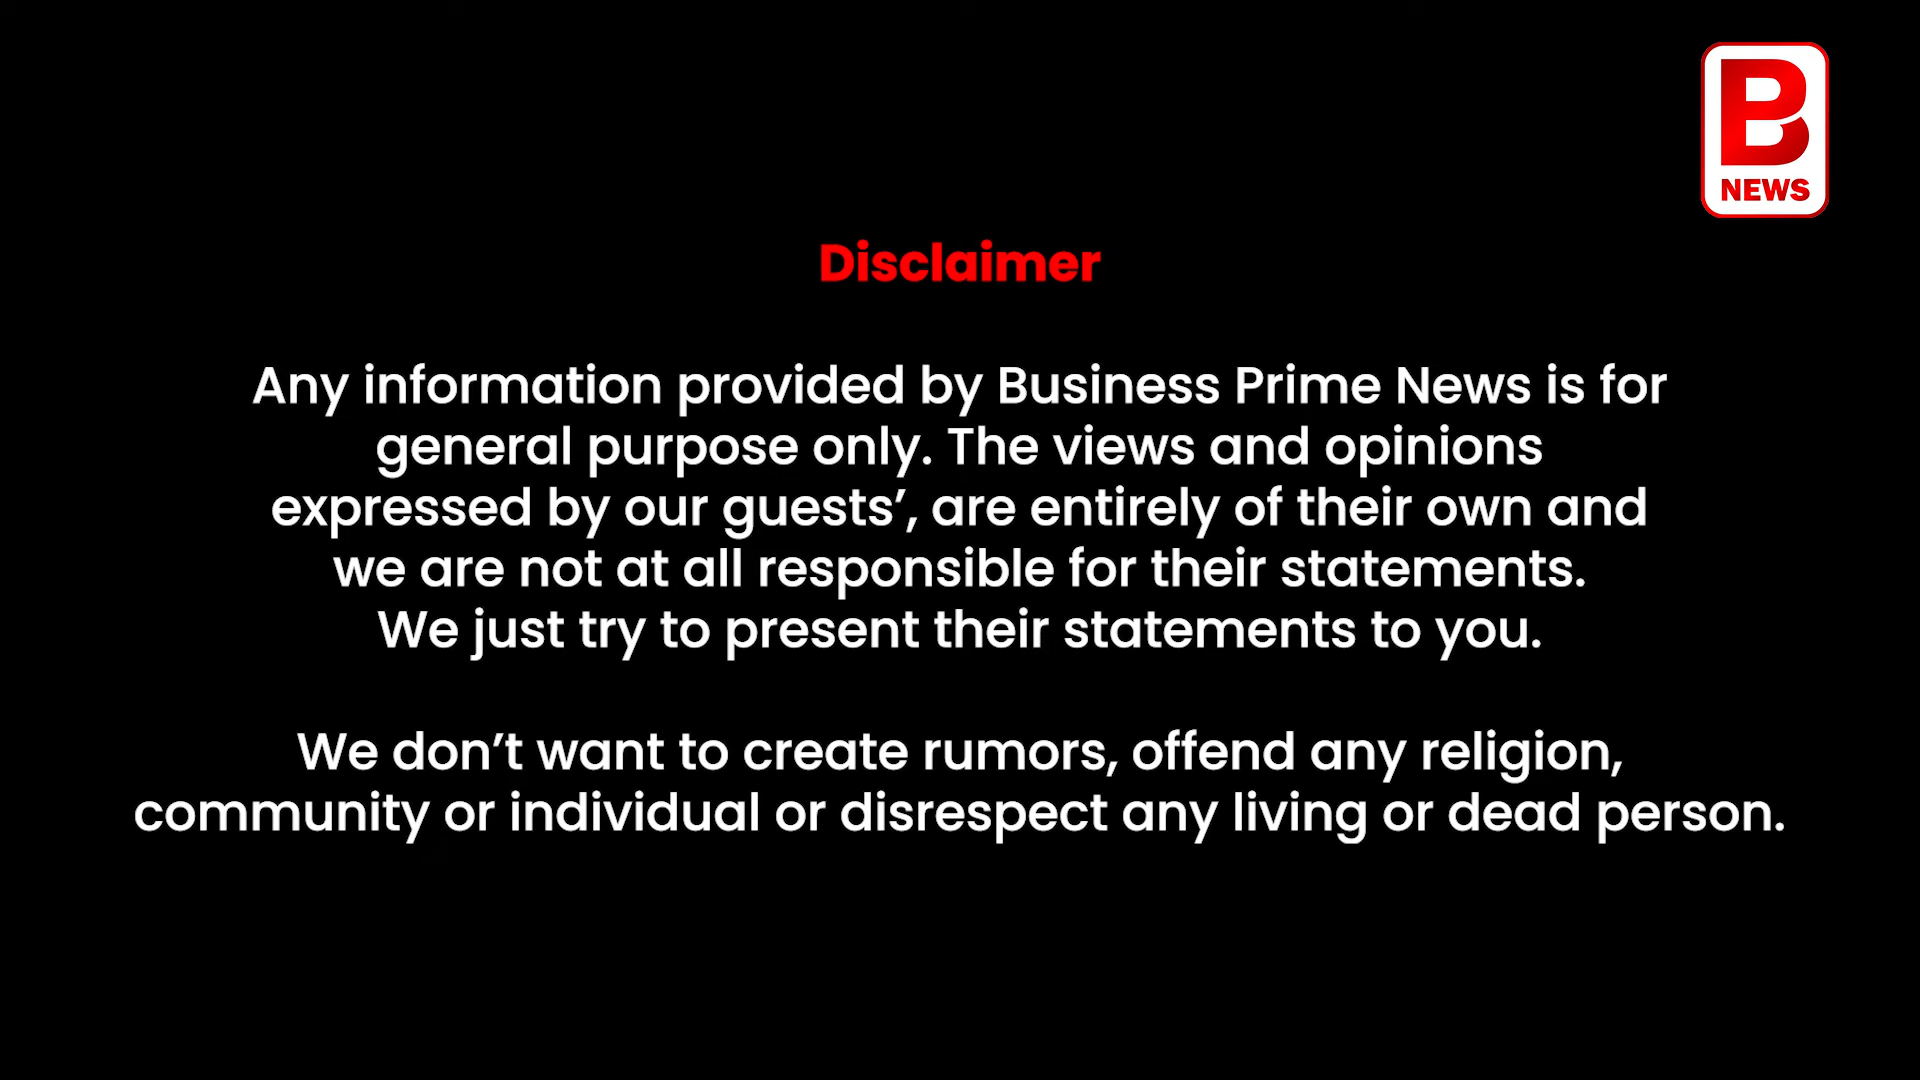 B
NEWS
Disclaimer
Any information provided by Business Prime News is for
general purpose only. The views and opinions
expressed by our guests’, are entirely of their own and
we are not at all responsible for their statements.
We just try to present their statements to you.
We don’t want to create rumors, offend any religion,
community or individual or disrespect any living or dead person.